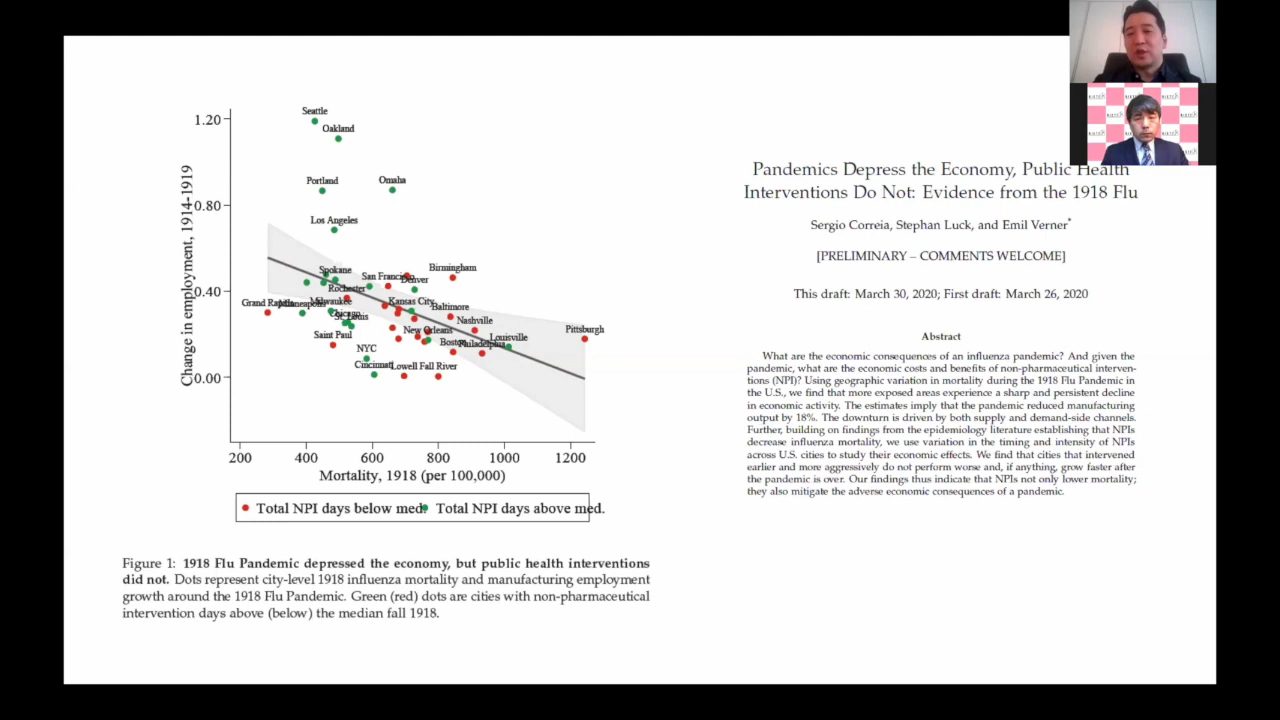 Seattle
Oakland
Portland
Omaha
Los Angeles
Spokane
San Francisco
Denver
Birmingham
Rochester
Grand Rapids
Minneapolis
Milwaukee
Kansas City
Baltimore
Chicago
St. Louis
Nashville
Pittsburgh
Saint Paul
New Orleans
Louisville
Boston
Philadelphia
NYC
Cincinnati
Lowell
Fall River
1.20
0.80
0.40
0.00
Change in employment, 1914-1919
200 400 600 800 1000 1200
Mortality, 1918 (per 100,000)
Total NPI days below med. Total NPI days above med.
Figure 1: 1918 Flu Pandemic depressed the economy, but public health interventions
did not. Dots represent city-level 1918 influenza mortality and manufacturing employment
growth around the 1918 Flu Pandemic. Green (red) dots are cities with non-pharmaceutical
intervention days above (below) the median fall 1918.
Pandemics Depress the Economy, Public Health
Interventions Do Not: Evidence from the 1918 Flu
Sergio Correia, Stephan Luck, and Emil Verner*
[PRELIMINARY – COMMENTS WELCOME]
This draft: March 30, 2020; First draft: March 26, 2020
Abstract
What are the economic consequences of an influenza pandemic? And given the
pandemic, what are the economic costs and benefits of non-pharmaceutical interven-
tions (NPI)? Using geographic variation in mortality during the 1918 Flu Pandemic in
the U.S., we find that more exposed areas experience a sharp and persistent decline
in economic activity. The estimates imply that the pandemic reduced manufacturing
output by 18%. The downturn is driven by both supply and demand-side channels.
Further, building on findings from the epidemiology literature establishing that NPIs
decrease influenza mortality, we use variation in the timing and intensity of NPIs
across U.S. cities to study their economic effects. We find that cities that intervened
earlier and more aggressively do not perform worse and, if anything, grow faster after
the pandemic is over. Our findings thus indicate that NPIs not only lower mortality;
they also mitigate the adverse economic consequences of a pandemic.